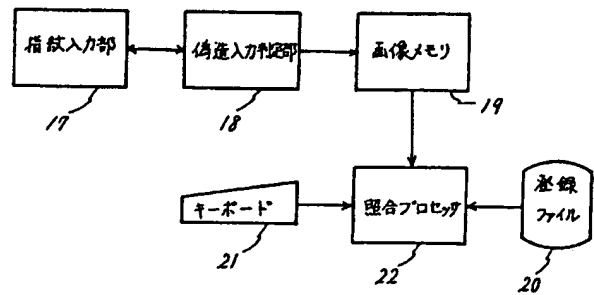 指紋入力部
17
偽造入力判定部
18
画像メモリ
19
キーボード
21
照合プロセッサ
22
登録
ファイル
20